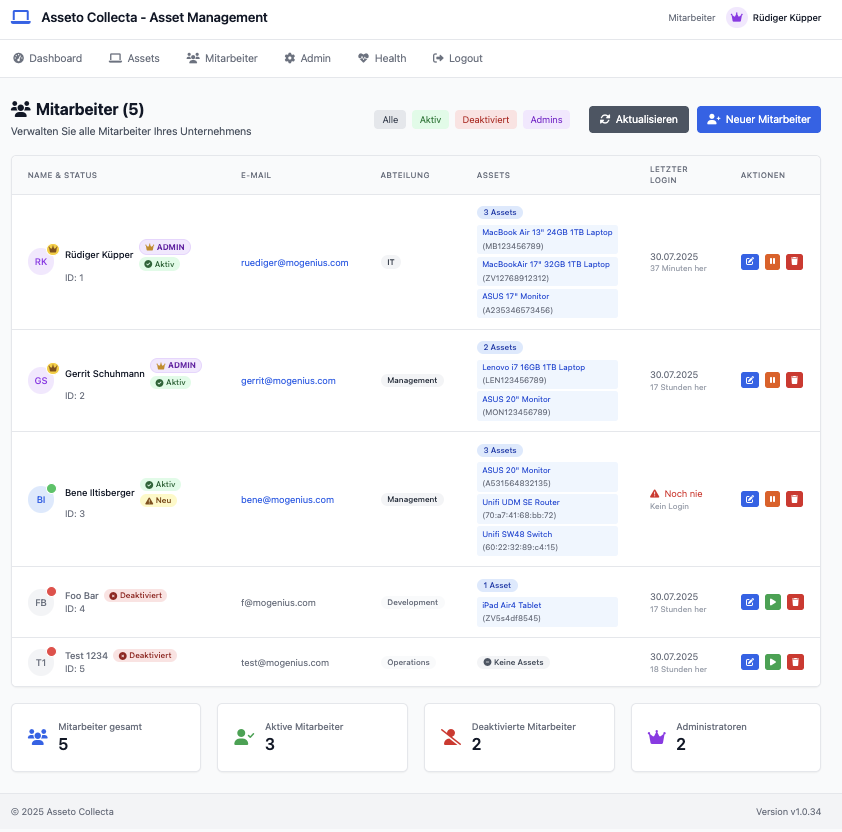 Asseto Collecta - Asset Management
Mitarbeiter
Rüdiger Küpper
Dashboard
Assets
Mitarbeiter
Admin
Health
Logout
Mitarbeiter (5)
Verwalten Sie alle Mitarbeiter Ihres Unternehmens
Alle
Aktiv
Deaktiviert
Admins
Aktualisieren
Neuer Mitarbeiter
NAME & STATUS
E-MAIL
ABTEILUNG
ASSETS
LETZTER
LOGIN
AKTIONEN
RK
Rüdiger Küpper
ADMIN
Aktiv
ID: 1
ruediger@mogenius.com
IT
3 Assets
MacBook Air 13" 24GB 1TB Laptop
(MB123456789)
MacBookAir 17" 32GB 1TB Laptop
(ZV12768912312)
ASUS 17" Monitor
(A235346573456)
30.07.2025
37 Minuten her
GS
Gerrit Schuhmann
ADMIN
Aktiv
ID: 2
gerrit@mogenius.com
Management
2 Assets
Lenovo i7 16GB 1TB Laptop
(LEN123456789)
ASUS 20" Monitor
(MON123456789)
30.07.2025
17 Stunden her
BI
Bene Iltisberger
Aktiv
Neu
ID: 3
bene@mogenius.com
Management
3 Assets
ASUS 20" Monitor
(A531564832135)
Unifi UDM SE Router
(70:a7:41:68:bb:72)
Unifi SW48 Switch
(60:22:32:89:c4:15)
Noch nie
Kein Login
FB
Foo Bar
Deaktiviert
ID: 4
f@mogenius.com
Development
1 Asset
iPad Air4 Tablet
(ZV5s4df8545)
30.07.2025
17 Stunden her
T1
Test 1234
Deaktiviert
ID: 5
test@mogenius.com
Operations
Keine Assets
30.07.2025
18 Stunden her
Mitarbeiter gesamt
5
Aktive Mitarbeiter
3
Deaktivierte Mitarbeiter
2
Administratoren
2
© 2025 Asseto Collecta
Version v1.0.34